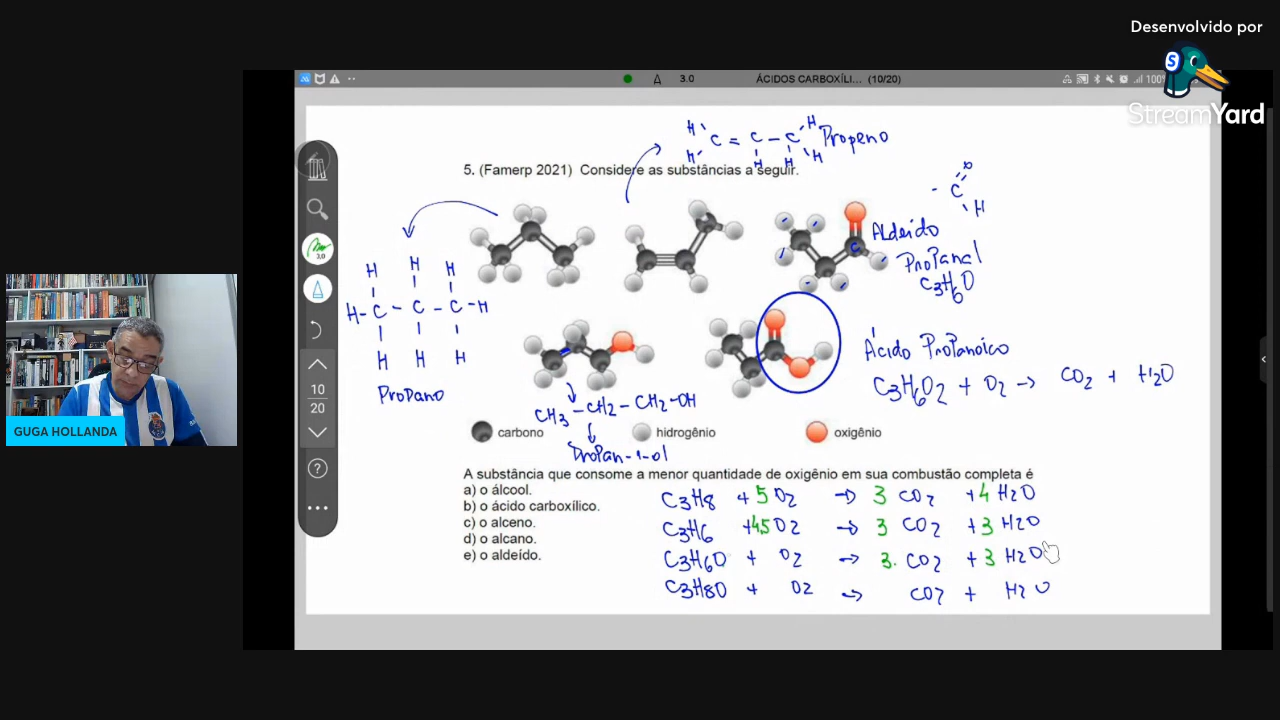 Desenvolvido por
StreamYard
3.0
ÁCIDOS CARBOXÍLI... (10/20)
100%
H
H
C = C - C
H
H
H
H
Propeno
5. (Famerp 2021) Considere as substâncias a seguir.
C
O
H
Aldeído
Propanal
C3H6O
H H H
H - C - C - C - H
H H H
Propano
Ácido Propanoico
C3H6O2 + O2 → CO2 + H2O
CH3 - CH2 - CH2 - OH
Propan-1-ol
carbono
hidrogênio
oxigênio
A substância que consome a menor quantidade de oxigênio em sua combustão completa é
a) o álcool.
b) o ácido carboxílico.
c) o alceno.
d) o alcano.
e) o aldeído.
C3H8 + 5 O2 → 3 CO2 + 4 H2O
C3H6 + 4,5 O2 → 3 CO2 + 3 H2O
C3H6O + O2 → 3. CO2 + 3 H2O
C3H8O + O2 → CO2 + H2O
3,0
10
20
?
GUGA HOLLANDA